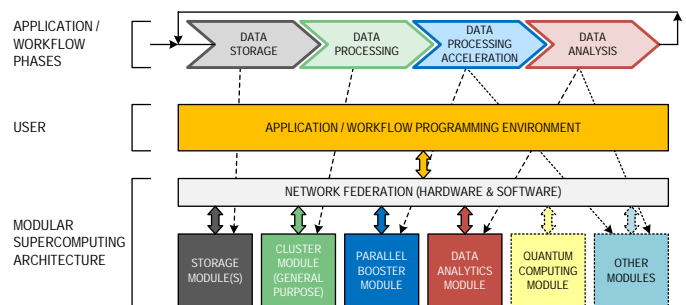 APPLICATION /
WORKFLOW
PHASES
DATA
STORAGE
DATA
PROCESSING
DATA
PROCESSING
ACCELERATION
DATA
ANALYSIS
USER
APPLICATION / WORKFLOW PROGRAMMING ENVIRONMENT
NETWORK FEDERATION (HARDWARE & SOFTWARE)
MODULAR
SUPERCOMPUTING
ARCHITECTURE
STORAGE
MODULE(S)
CLUSTER
MODULE
(GENERAL
PURPOSE)
PARALLEL
BOOSTER
MODULE
DATA
ANALYTICS
MODULE
QUANTUM
COMPUTING
MODULE
OTHER
MODULES